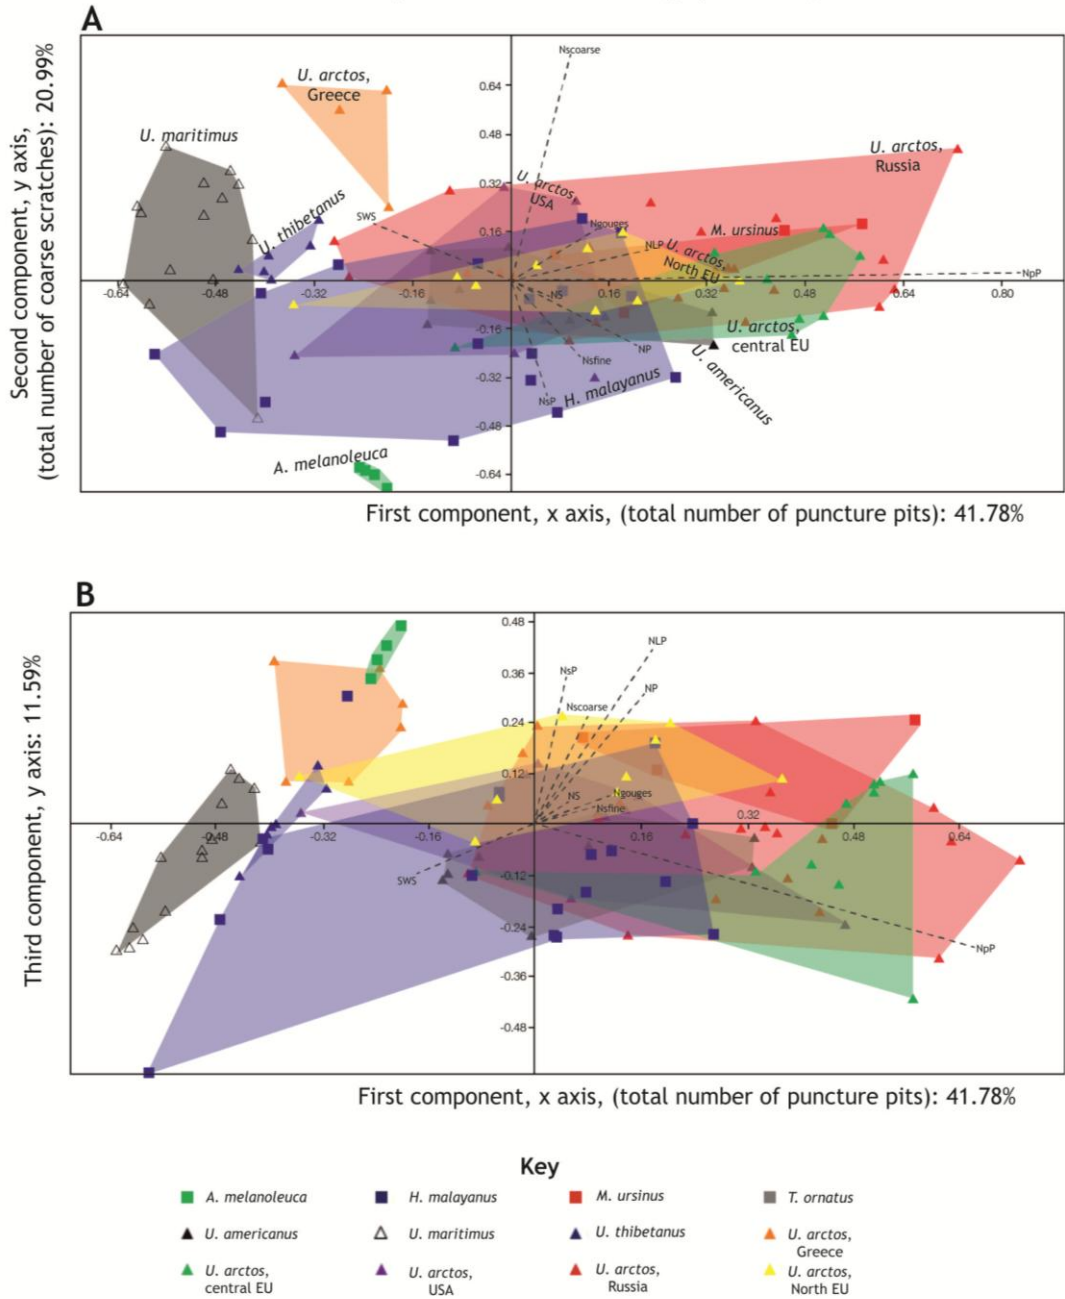 A
Second component, y axis,
(total number of coarse scratches): 20.99%
0.64
0.48
0.32
0.16
-0.16
-0.32
-0.48
-0.64
-0.64
-0.48
-0.32
-0.16
0.16
0.32
0.48
0.64
0.80
Nscoarse
U. arctos,
Greece
U. maritimus
U. arctos,
Russia
U. arctos,
USA
U. thibetanus
SWS
Ngouges
M. ursinus
NLP
U. arctos,
North EU
NpP
NS
U. arctos,
central EU
NP
Nsfine
U. americanus
NsP
H. malayanus
A. melanoleuca
First component, x axis, (total number of puncture pits): 41.78%
B
Third component, y axis: 11.59%
0.48
0.36
0.24
0.12
-0.12
-0.24
-0.36
-0.48
-0.64
-0.48
-0.32
-0.16
0.16
0.32
0.48
0.64
NLP
NsP
NP
Nscoarse
NS
Ngouges
Nsfine
SWS
NpP
First component, x axis, (total number of puncture pits): 41.78%
Key
A. melanoleuca
H. malayanus
M. ursinus
T. ornatus
U. americanus
U. maritimus
U. thibetanus
U. arctos,
Greece
U. arctos,
central EU
U. arctos,
USA
U. arctos,
Russia
U. arctos,
North EU